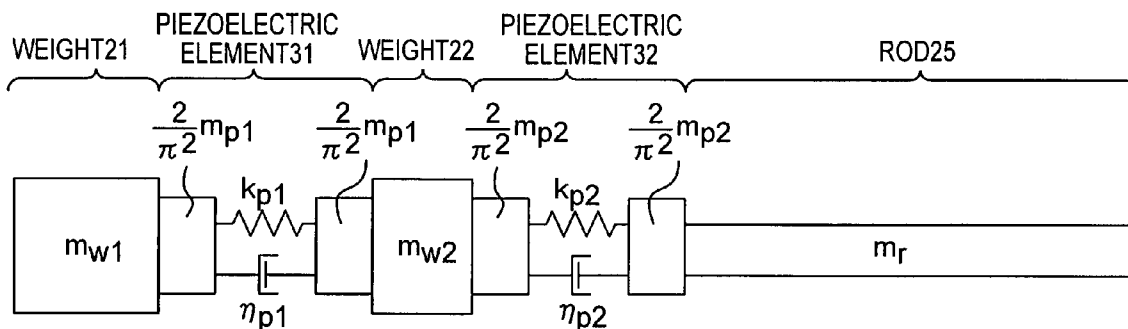 WEIGHT21
PIEZOELECTRIC
ELEMENT31
WEIGHT22
PIEZOELECTRIC
ELEMENT32
ROD25
2/π² mp1
2/π² mp1
2/π² mp2
2/π² mp2
kp1
kp2
mw1
mw2
mr
ηp1
ηp2